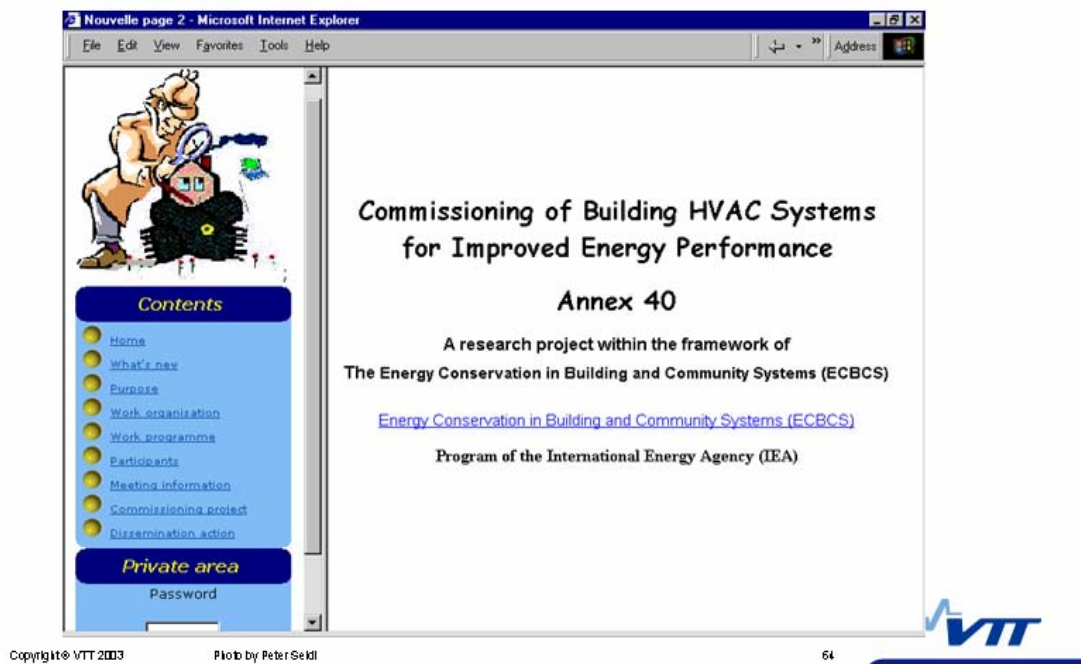 Nouvelle page 2 - Microsoft Internet Explorer
File Edit View Favorites Tools Help
» Address
Contents
Home
What's new
Purpose
Work organisation
Work programme
Participants
Meeting information
Commissioning project
Dissemination action
Private area
Password
Commissioning of Building HVAC Systems
for Improved Energy Performance
Annex 40
A research project within the framework of
The Energy Conservation in Building and Community Systems (ECBCS)
Energy Conservation in Building and Community Systems (ECBCS)
Program of the International Energy Agency (IEA)
VTT
Copyright © VTT 2003 Photo by Peter Seidl 64